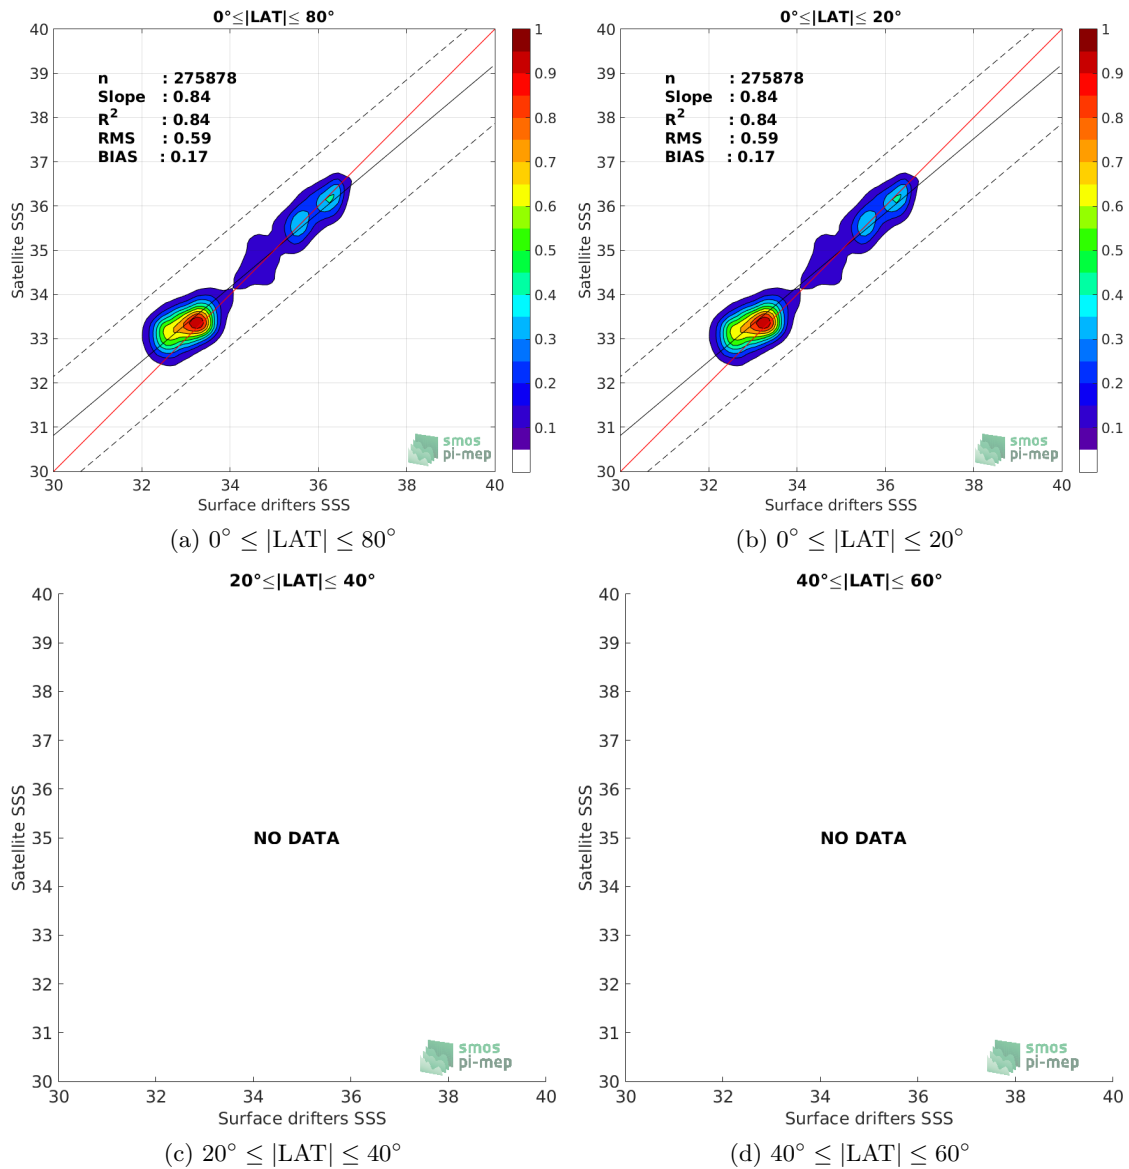 0°≤|LAT|≤ 80°
40
39
38
37
36
35
34
33
32
31
30
Satellite SSS
n : 275878
Slope : 0.84
R2 : 0.84
RMS : 0.59
BIAS : 0.17
smos
pi-mep
30 32 34 36 38 40
Surface drifters SSS
1
0.9
0.8
0.7
0.6
0.5
0.4
0.3
0.2
0.1
(a) 0° ≤ |LAT| ≤ 80°
0°≤|LAT|≤ 20°
40
39
38
37
36
35
34
33
32
31
30
Satellite SSS
n : 275878
Slope : 0.84
R2 : 0.84
RMS : 0.59
BIAS : 0.17
smos
pi-mep
30 32 34 36 38 40
Surface drifters SSS
1
0.9
0.8
0.7
0.6
0.5
0.4
0.3
0.2
0.1
(b) 0° ≤ |LAT| ≤ 20°
20°≤|LAT|≤ 40°
40
39
38
37
36
35
34
33
32
31
30
Satellite SSS
NO DATA
smos
pi-mep
30 32 34 36 38 40
Surface drifters SSS
(c) 20° ≤ |LAT| ≤ 40°
40°≤|LAT|≤ 60°
40
39
38
37
36
35
34
33
32
31
30
Satellite SSS
NO DATA
smos
pi-mep
30 32 34 36 38 40
Surface drifters SSS
(d) 40° ≤ |LAT| ≤ 60°